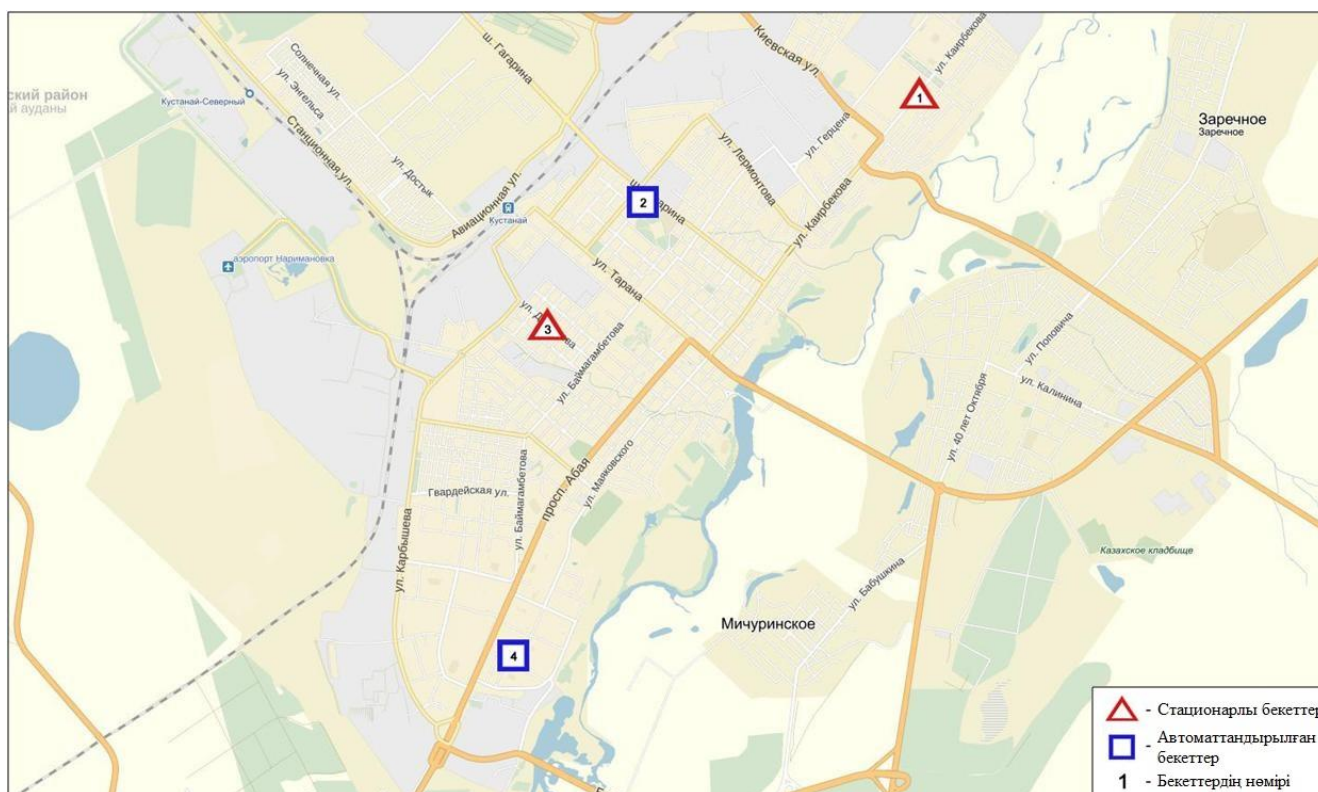 Киевская ул.
ул. Каирбекова
1
ш. Гагарина
Солнечная ул.
ул. Энгельса
ский район
й ауданы
Кустанай-Северный
Станционная ул.
ул. Достык
Авиационная ул.
Кустанай
ул. Лермонтова
ул. Герцена
ул. Каирбекова
Заречное
Заречное
2
аэропорт Наримановка
ул. Тарана
3
ул. Баймагамбетова
ул. Поповича
ул. Калинина
ул. 40 лет Октября
Гвардейская ул.
ул. Баймагамбетова
просп. Абая
ул. Маяковского
ул. Карбышева
Казахское кладбище
ул. Бабушкина
Мичуринское
4
- Стационарлы бекеттер
- Автоматтандырылған
бекеттер
1 - Бекеттердің нөмірі